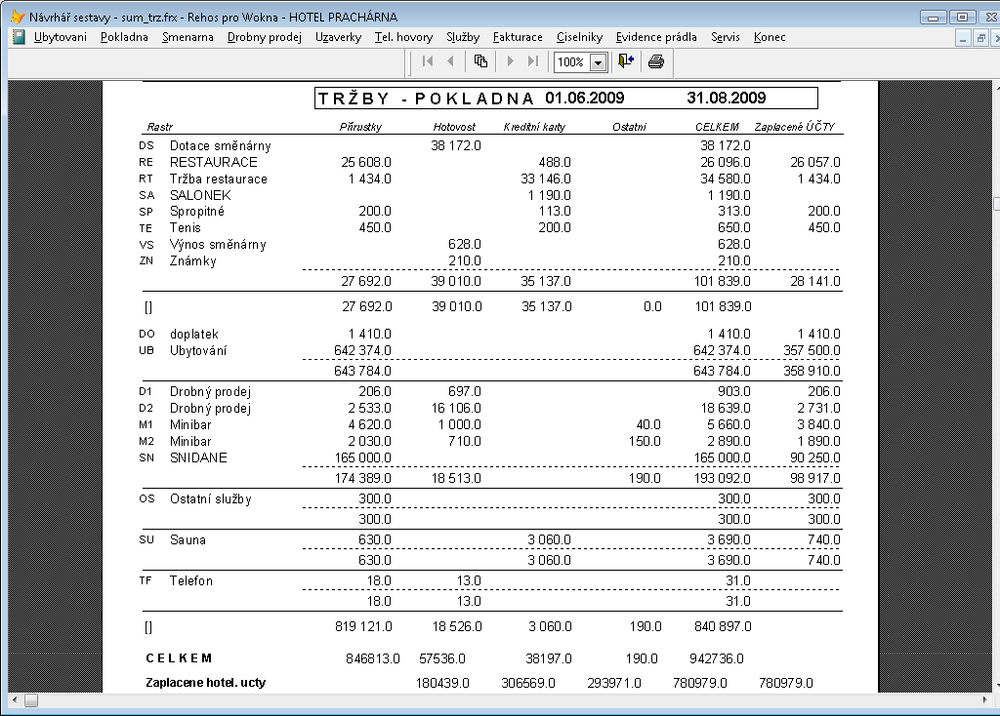 Návrhář sestavy - sum_trz.frx - Rehos pro Wokna - HOTEL PRACHÁRNA
Ubytovani Pokladna Smenarna Drobny prodej Uzaverky Tel. hovory Služby Fakturace Ciselniky Evidence prádla Servis Konec
100%
TRŽBY - POKLADNA 01.06.2009 31.08.2009
Rastr Přírustky Hotovost Kreditní karty Ostatní CELKEM Zaplacené ÚČTY
DS Dotace směnárny 38 172.0 38 172.0
RE RESTAURACE 25 608.0 488.0 26 096.0 26 057.0
RT Tržba restaurace 1 434.0 33 146.0 34 580.0 1 434.0
SA SALONEK 1 190.0 1 190.0
SP Spropitné 200.0 113.0 313.0 200.0
TE Tenis 450.0 200.0 650.0 450.0
VS Výnos směnárny 628.0 628.0
ZN Známky 210.0 210.0
27 692.0 39 010.0 35 137.0 101 839.0 28 141.0
[] 27 692.0 39 010.0 35 137.0 0.0 101 839.0
DO doplatek 1 410.0 1 410.0 1 410.0
UB Ubytování 642 374.0 642 374.0 357 500.0
643 784.0 643 784.0 358 910.0
D1 Drobný prodej 206.0 697.0 903.0 206.0
D2 Drobný prodej 2 533.0 16 106.0 18 639.0 2 731.0
M1 Minibar 4 620.0 1 000.0 40.0 5 660.0 3 840.0
M2 Minibar 2 030.0 710.0 150.0 2 890.0 1 890.0
SN SNIDANE 165 000.0 165 000.0 90 250.0
174 389.0 18 513.0 190.0 193 092.0 98 917.0
OS Ostatní služby 300.0 300.0 300.0
300.0 300.0 300.0
SU Sauna 630.0 3 060.0 3 690.0 740.0
630.0 3 060.0 3 690.0 740.0
TF Telefon 18.0 13.0 31.0
18.0 13.0 31.0
[] 819 121.0 18 526.0 3 060.0 190.0 840 897.0
CELKEM 846813.0 57536.0 38197.0 190.0 942736.0
Zaplacene hotel. ucty 180439.0 306569.0 293971.0 780979.0 780979.0